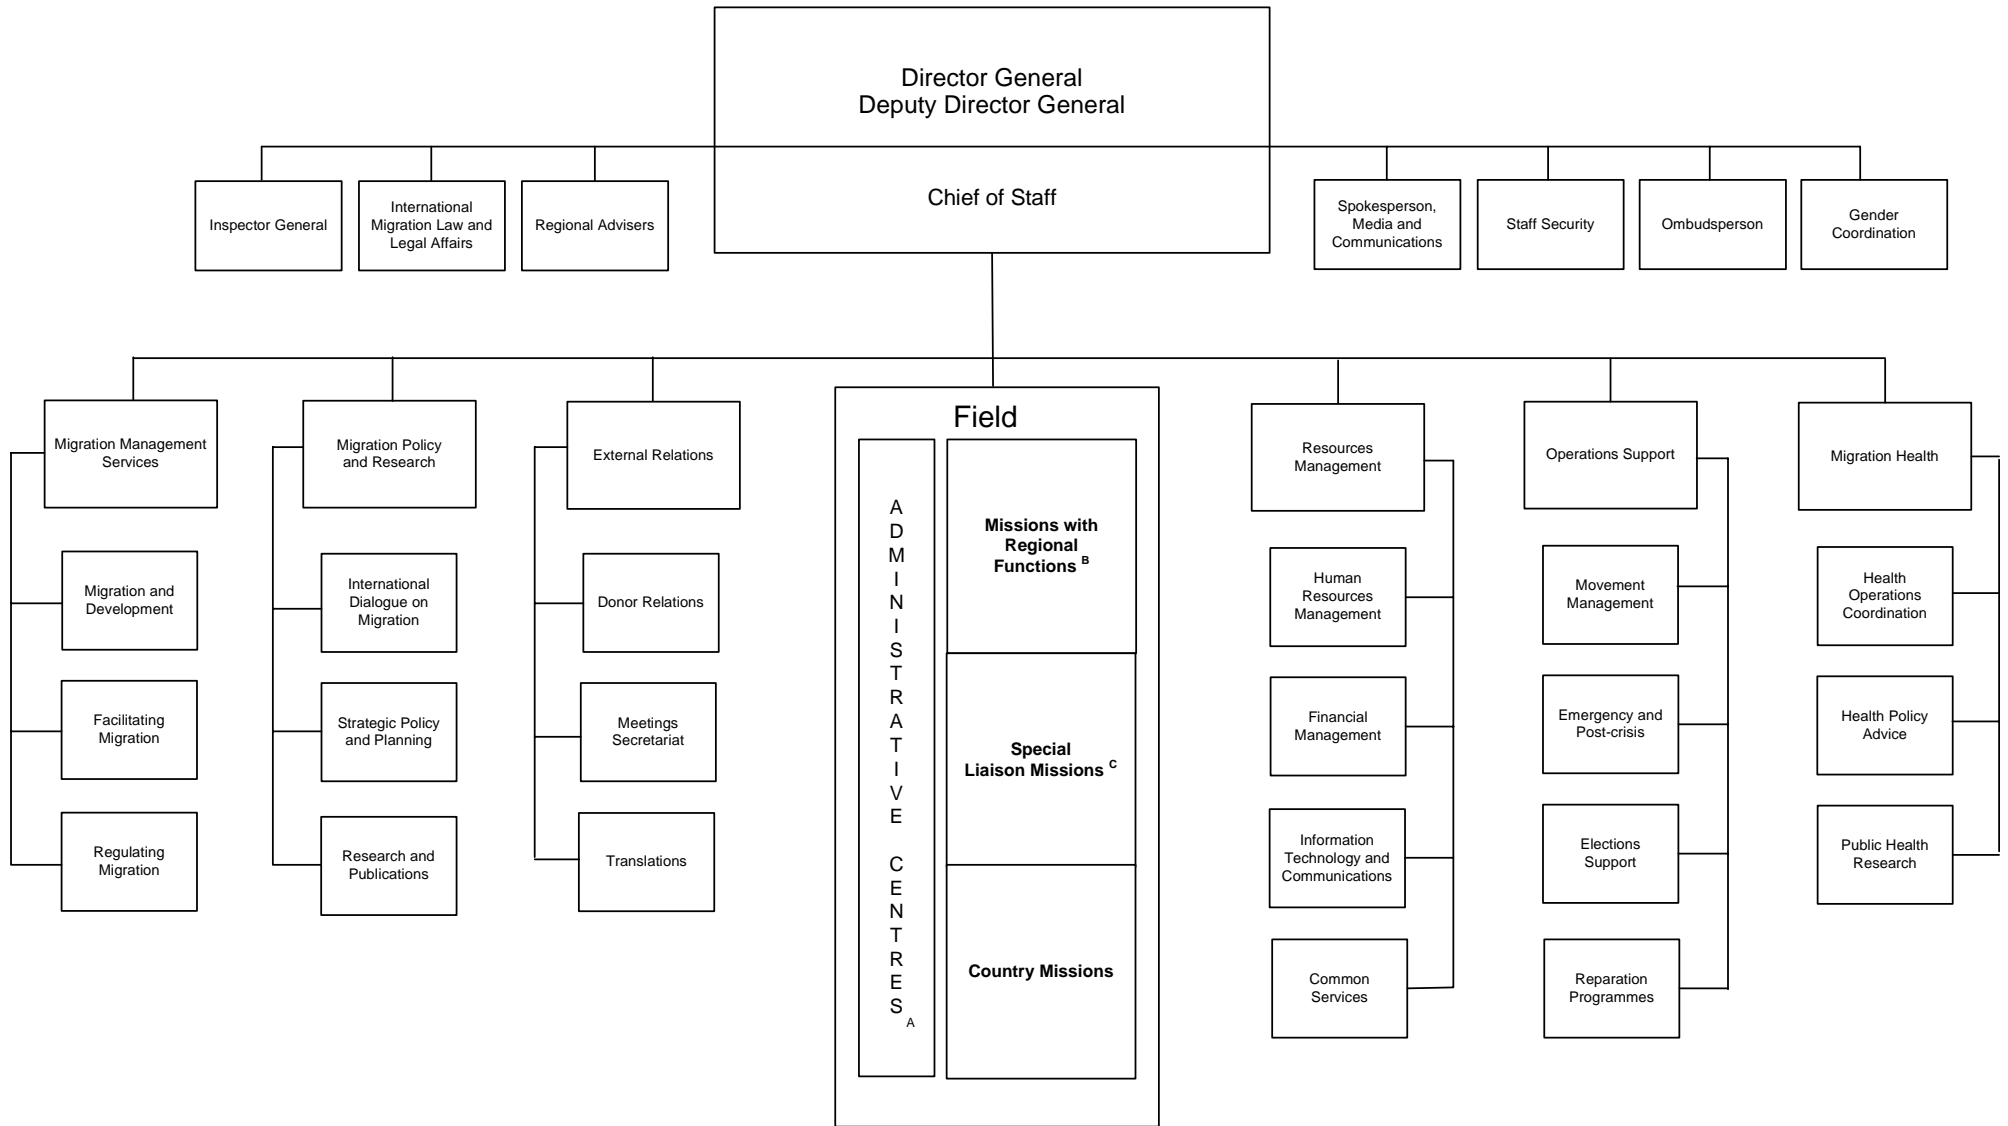 Director General
Deputy Director General
Chief of Staff
Inspector General
International
Migration Law and
Legal Affairs
Regional Advisers
Spokesperson,
Media and
Communications
Staff Security
Ombudsperson
Gender
Coordination
Migration Management
Services
Migration and
Development
Facilitating
Migration
Regulating
Migration
Migration Policy
and Research
International
Dialogue on
Migration
Strategic Policy
and Planning
Research and
Publications
External Relations
Donor Relations
Meetings
Secretariat
Translations
Field
ADMINISTRATIVE CENTRES A
Missions with
Regional
Functions B
Special
Liaison Missions C
Country Missions
Resources
Management
Human
Resources
Management
Financial
Management
Information
Technology and
Communications
Common
Services
Operations Support
Movement
Management
Emergency and
Post-crisis
Elections
Support
Reparation
Programmes
Migration Health
Health
Operations
Coordination
Health Policy
Advice
Public Health
Research